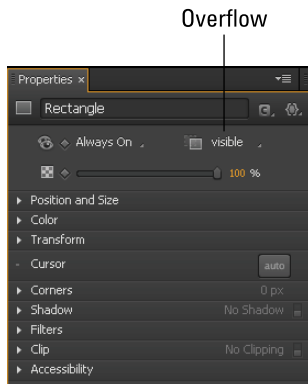 Overflow
Properties ×
Rectangle
Always On
visible
100 %
Position and Size
Color
Transform
Cursor auto
Corners 0 px
Shadow No Shadow
Filters
Clip No Clipping
Accessibility